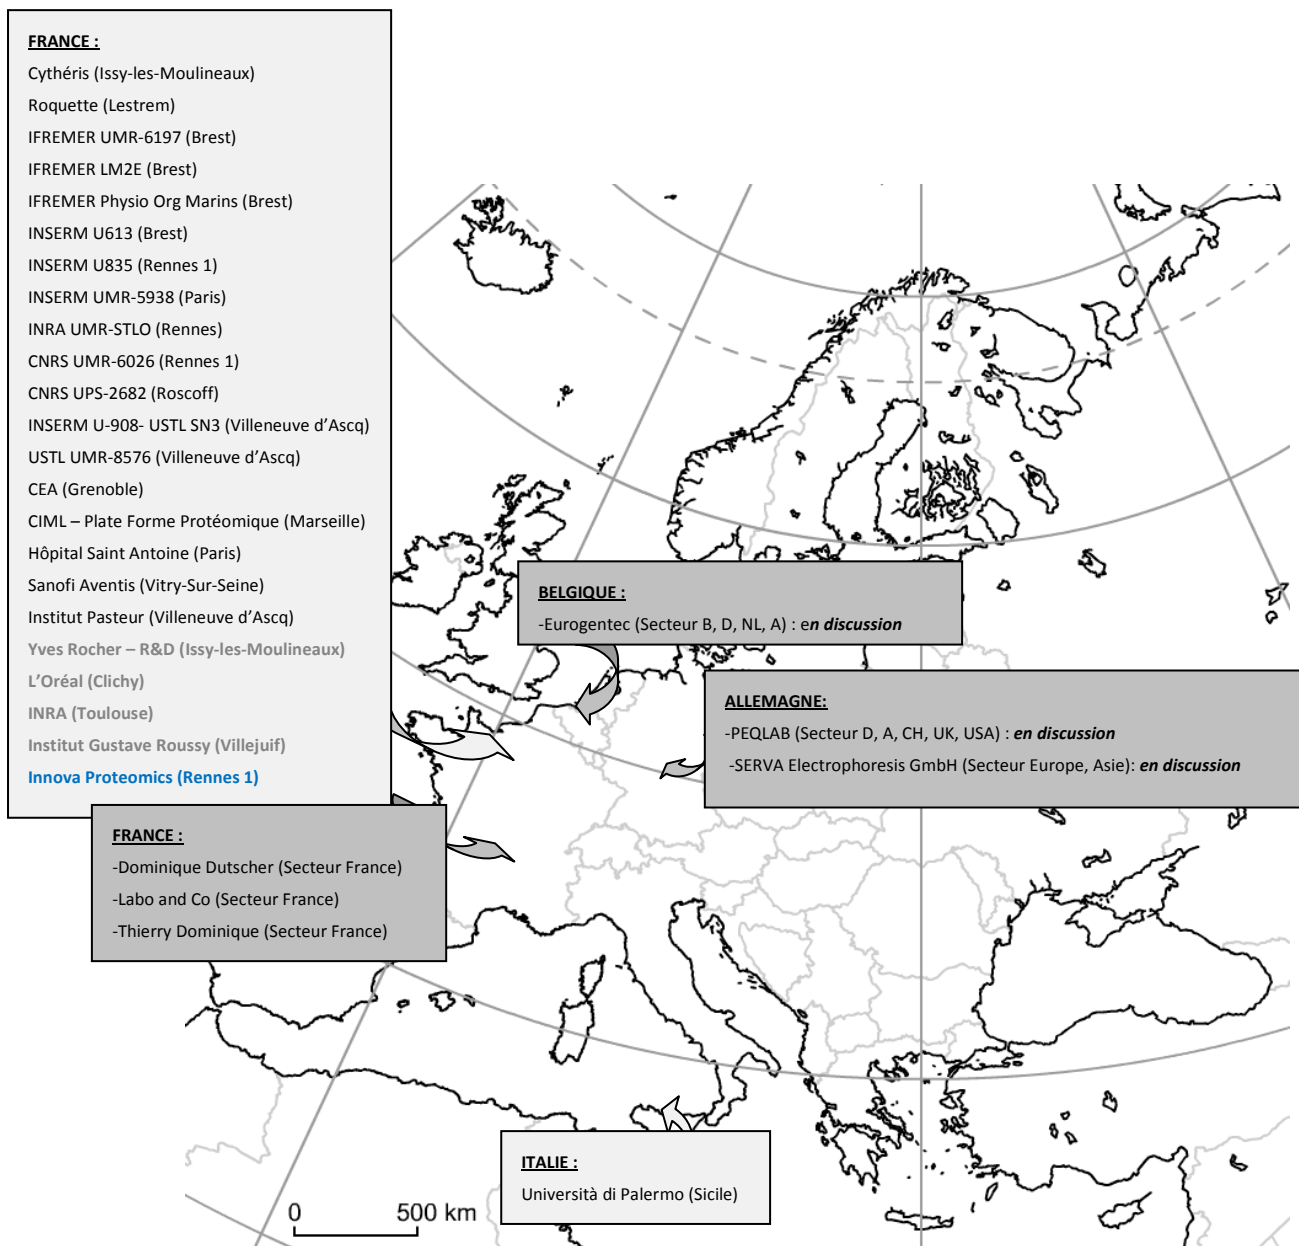 FRANCE :
Cythéris (Issy-les-Moulineaux)
Roquette (Lestrem)
IFREMER UMR-6197 (Brest)
IFREMER LM2E (Brest)
IFREMER Physio Org Marins (Brest)
INSERM U613 (Brest)
INSERM U835 (Rennes 1)
INSERM UMR-5938 (Paris)
INRA UMR-STLO (Rennes)
CNRS UMR-6026 (Rennes 1)
CNRS UPS-2682 (Roscoff)
INSERM U-908- USTL SN3 (Villeneuve d’Ascq)
USTL UMR-8576 (Villeneuve d’Ascq)
CEA (Grenoble)
CIML – Plate Forme Protéomique (Marseille)
Hôpital Saint Antoine (Paris)
Sanofi Aventis (Vitry-Sur-Seine)
Institut Pasteur (Villeneuve d’Ascq)
Yves Rocher – R&D (Issy-les-Moulineaux)
L’Oréal (Clichy)
INRA (Toulouse)
Institut Gustave Roussy (Villejuif)
Innova Proteomics (Rennes 1)
BELGIQUE :
-Eurogentec (Secteur B, D, NL, A) : en discussion
ALLEMAGNE:
-PEQLAB (Secteur D, A, CH, UK, USA) : en discussion
-SERVA Electrophoresis GmbH (Secteur Europe, Asie): en discussion
FRANCE :
-Dominique Dutscher (Secteur France)
-Labo and Co (Secteur France)
-Thierry Dominique (Secteur France)
ITALIE :
Università di Palermo (Sicile)
0 500 km